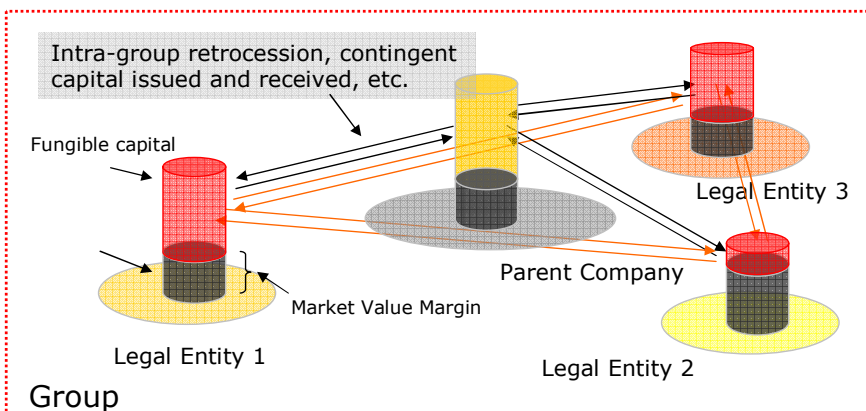 Intra-group retrocession, contingent
capital issued and received, etc.
Fungible capital
Legal Entity 3
Parent Company
Market Value Margin
Legal Entity 1
Legal Entity 2
Group